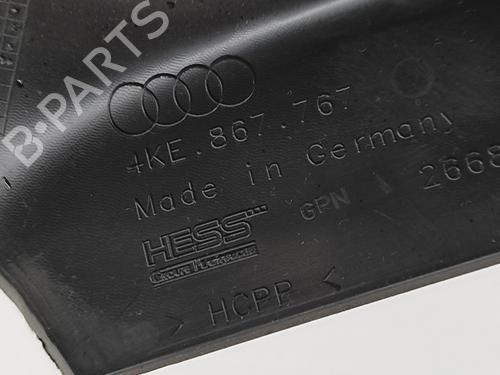 B-PARTS
4KE.867.767
Made in Germany
GPN 2668
HESS
> HCPP <